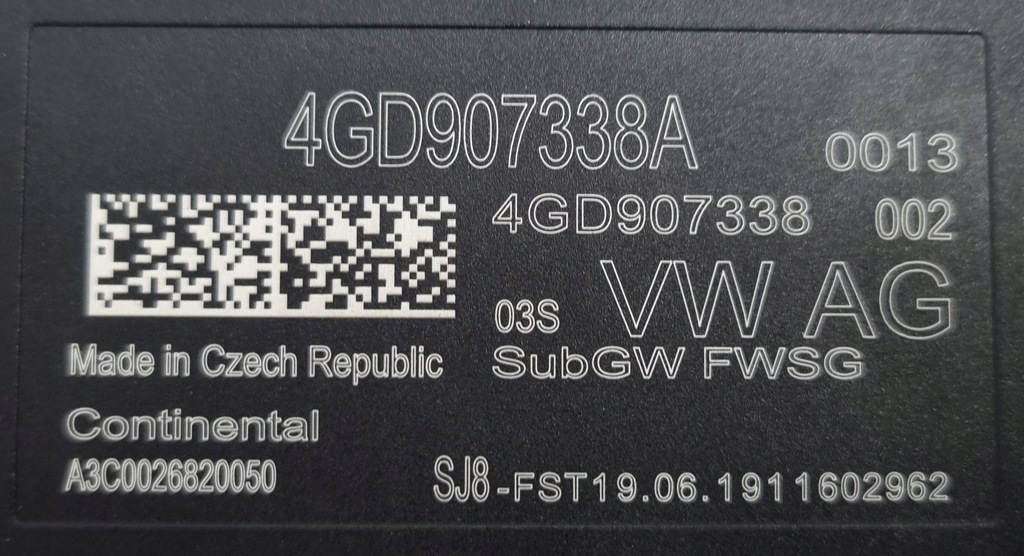 4GD907338A 0013
4GD907338 002
03S VW AG
Made in Czech Republic SubGW FWSG
Continental
A3C0026820050 SJ8-FST19.06.1911602962